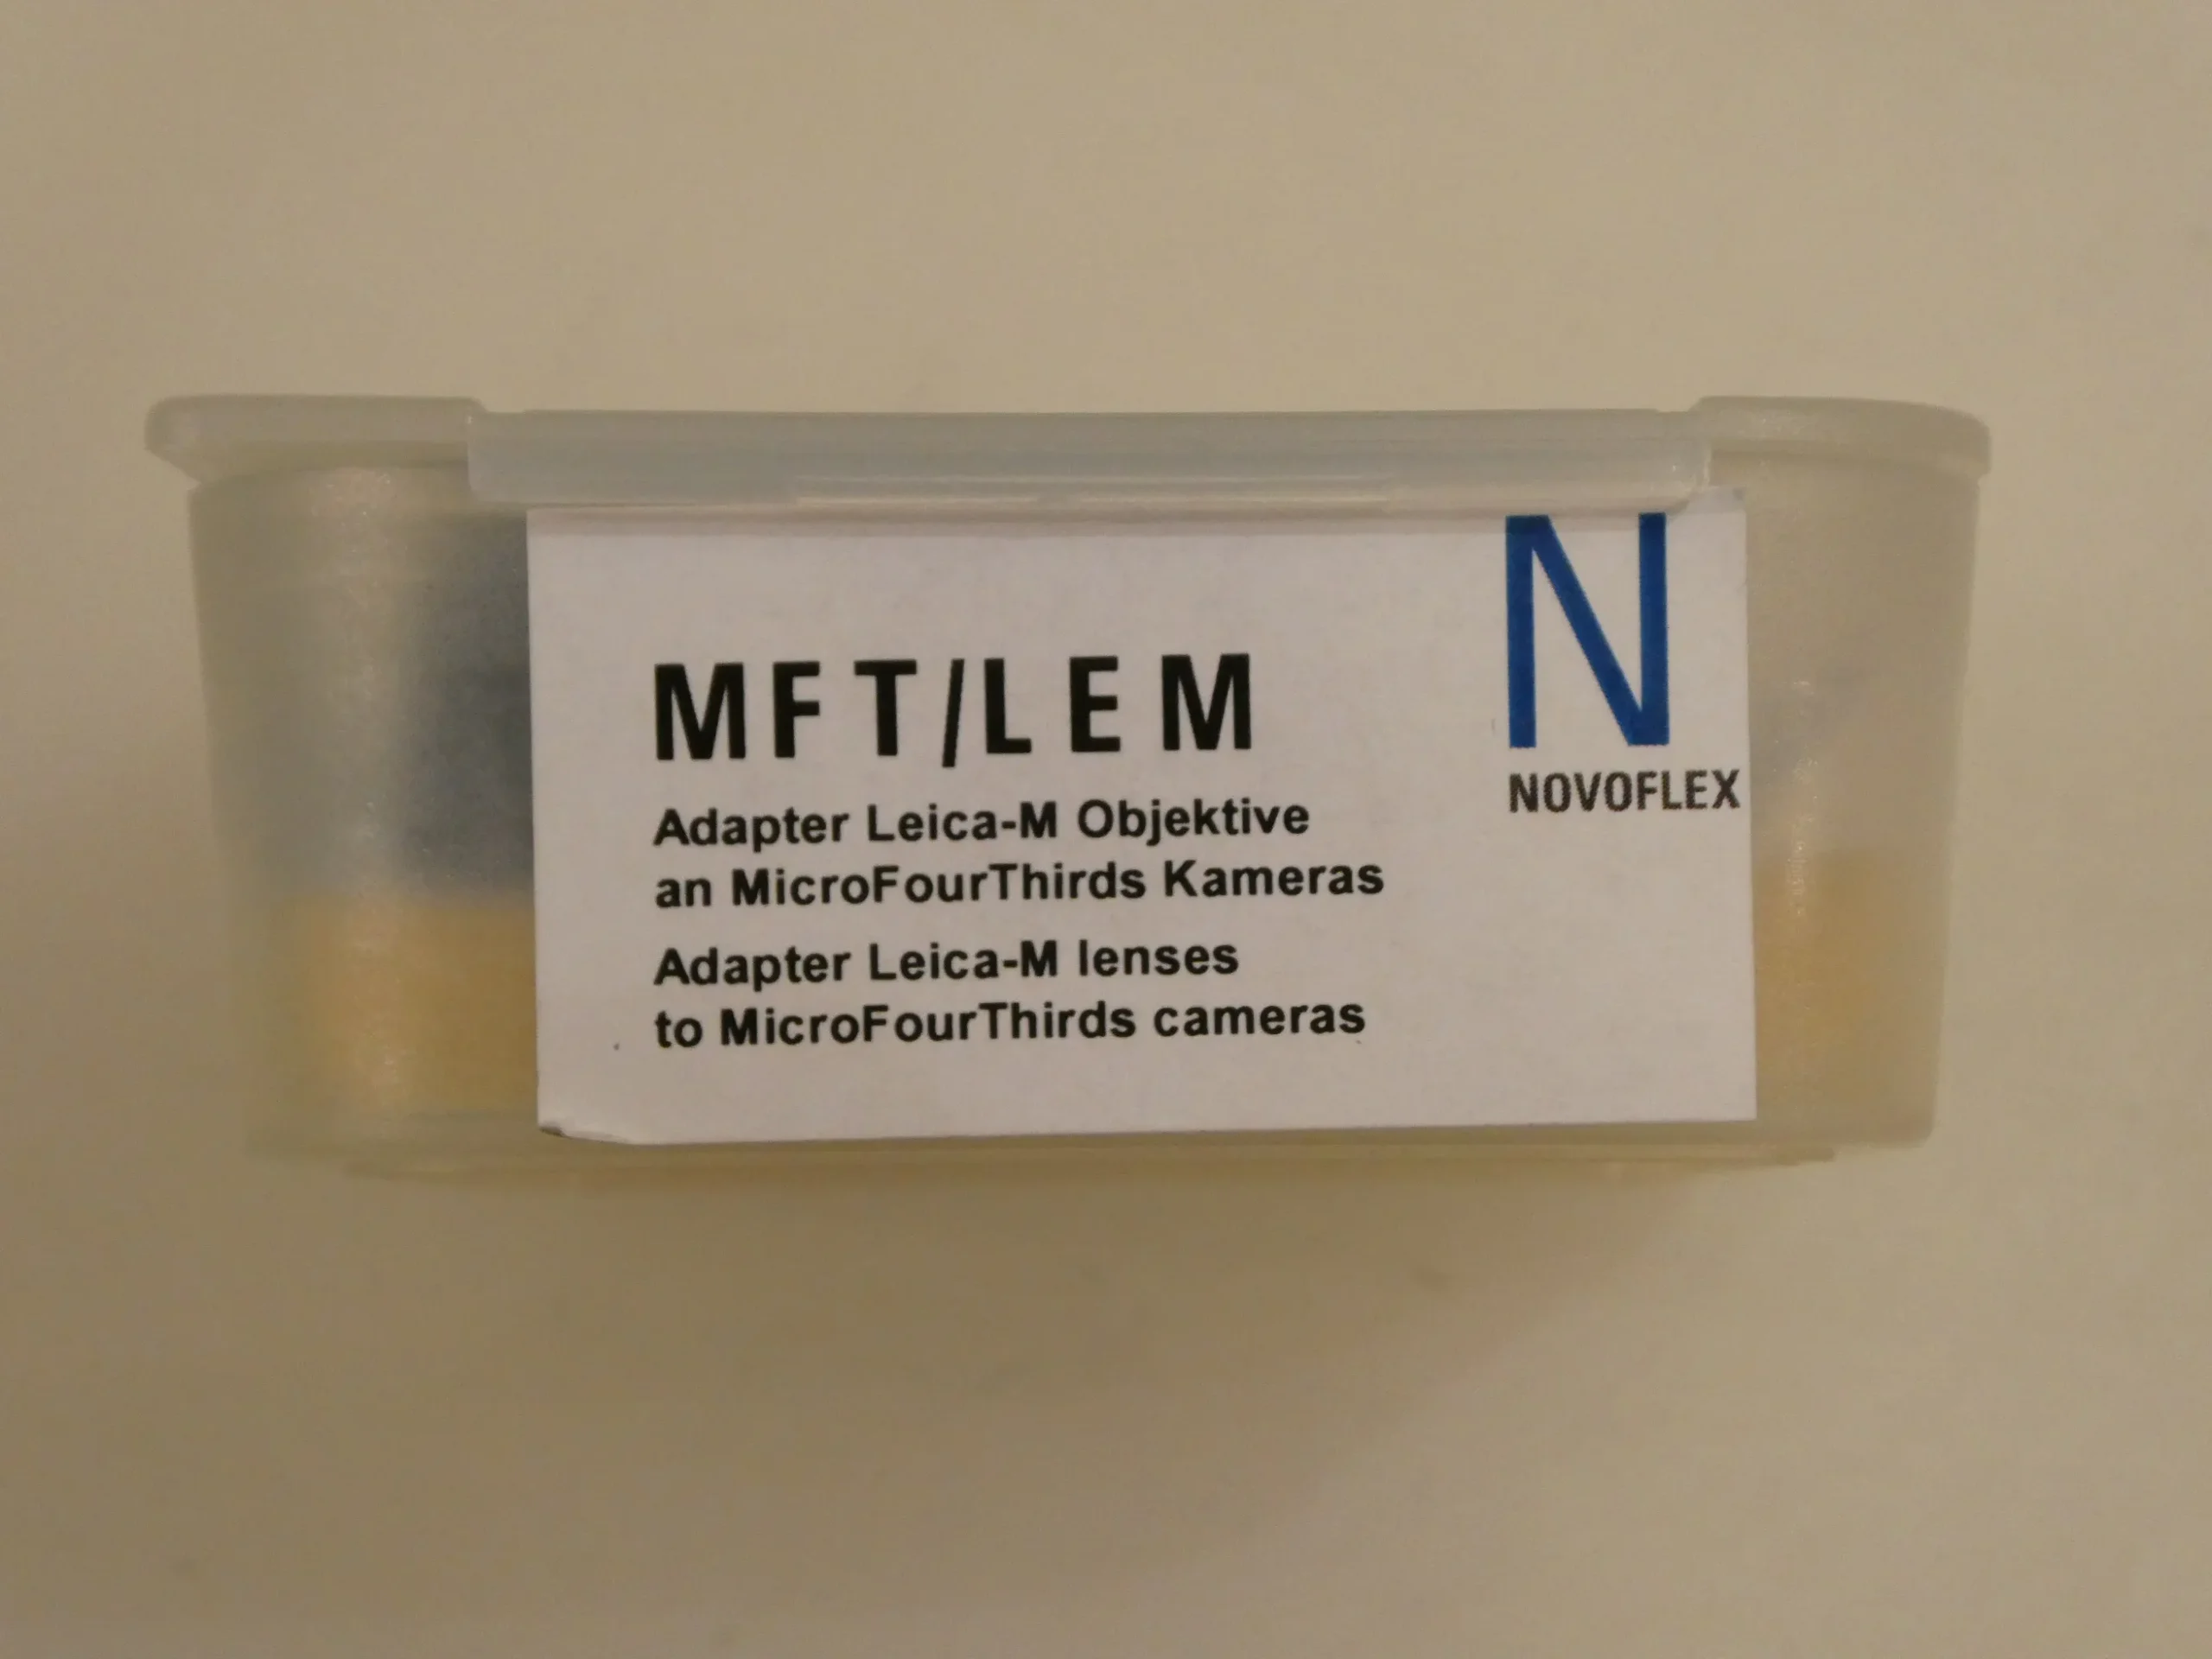 N
NOVOFLEX
MFT/LEM
Adapter Leica-M Objektive
an MicroFourThirds Kameras
Adapter Leica-M lenses
to MicroFourThirds cameras